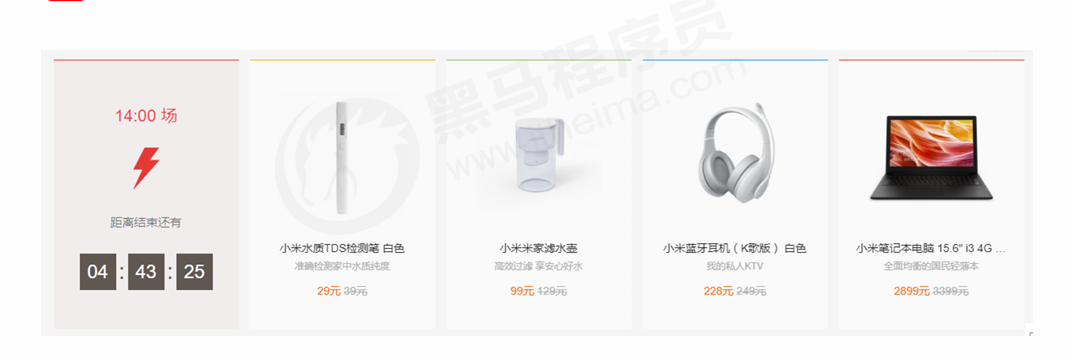 黑马程序员
www.itheima.com
14:00 场
距离结束还有
04 : 43 : 25
小米水质TDS检测笔 白色
准确检测家中水质纯度
29元 39元
小米米家滤水壶
高效过滤 享安心好水
99元 129元
小米蓝牙耳机（K歌版） 白色
我的私人KTV
228元 249元
小米笔记本电脑 15.6" i3 4G ...
全面均衡的国民轻薄本
2899元 3399元